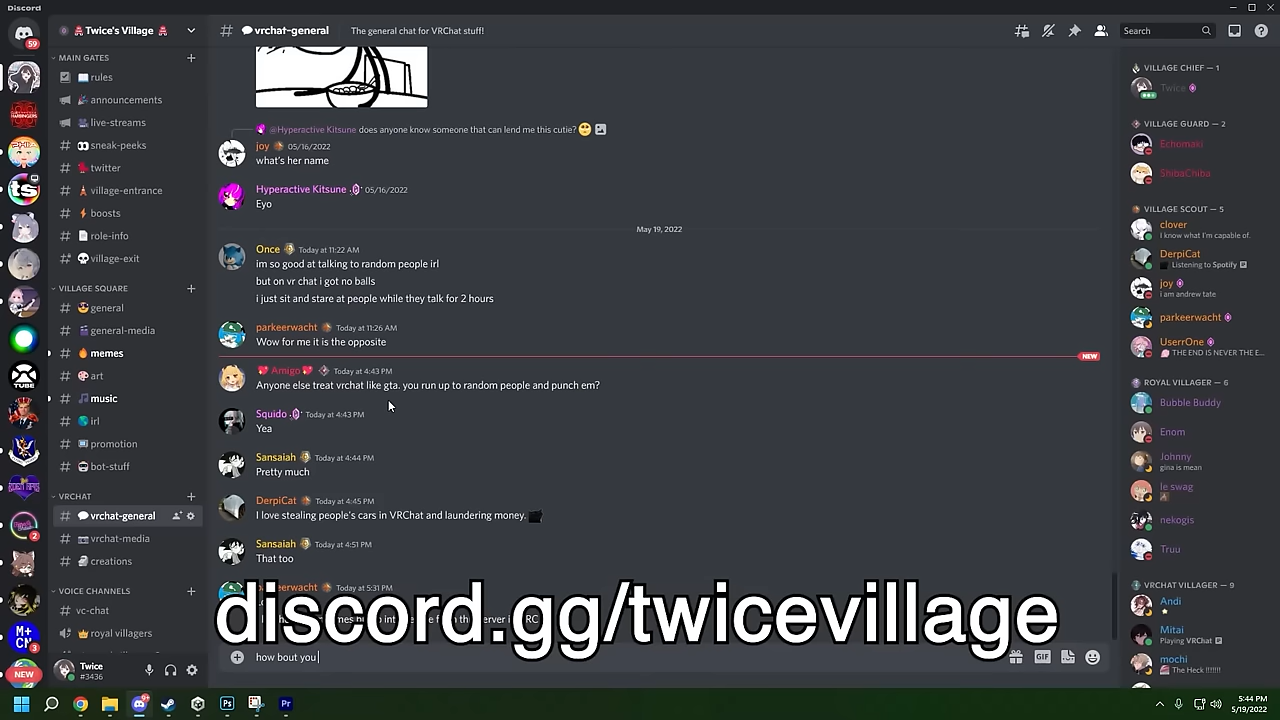 Discord
59
Twice's Village
# vrchat-general
The general chat for VRChat stuff!
Search
MAIN GATES
rules
announcements
live-streams
sneak-peeks
twitter
village-entrance
boosts
role-info
village-exit
VILLAGE SQUARE
general
general-media
memes
art
music
irl
promotion
bot-stuff
VRCHAT
vrchat-general
vrchat-media
creations
VOICE CHANNELS
vc-chat
royal villagers
ts
TUBE
2
M+
CN
3
NEW
Twice
#3436
@Hyperactive Kitsune does anyone know someone that can lend me this cutie?
joy 05/16/2022
what's her name
Hyperactive Kitsune 05/16/2022
Eyo
May 19, 2022
Once Today at 11:22 AM
im so good at talking to random people irl
but on vr chat i got no balls
i just sit and stare at people while they talk for 2 hours
parkeerwacht Today at 11:26 AM
Wow for me it is the opposite
NEW
Amigo Today at 4:43 PM
Anyone else treat vrchat like gta. you run up to random people and punch em?
Squido Today at 4:43 PM
Yea
Sansaiah Today at 4:44 PM
Pretty much
DerpiCat Today at 4:45 PM
I love stealing people's cars in VRChat and laundering money.
Sansaiah Today at 4:51 PM
That too
Today at 5:31 PM
discord.gg/twicevillage
how bout you
GIF
VILLAGE CHIEF — 1
Twice
VILLAGE GUARD — 2
Echomaki
ShibaChiba
VILLAGE SCOUT — 5
clover
I know what I'm capable of.
DerpiCat
Listening to Spotify
joy
i am andrew tate
parkeerwacht
UserrOne
THE END IS NEVER THE E...
ROYAL VILLAGER — 6
Bubble Buddy
Enom
Johnny
gina is mean
le swag
nekogis
Truu
VRCHAT VILLAGER — 9
Andi
Mitai
Playing VRChat
mochi
The Heck !!!!!!!
Ps
Pr
5:44 PM
5/19/2022